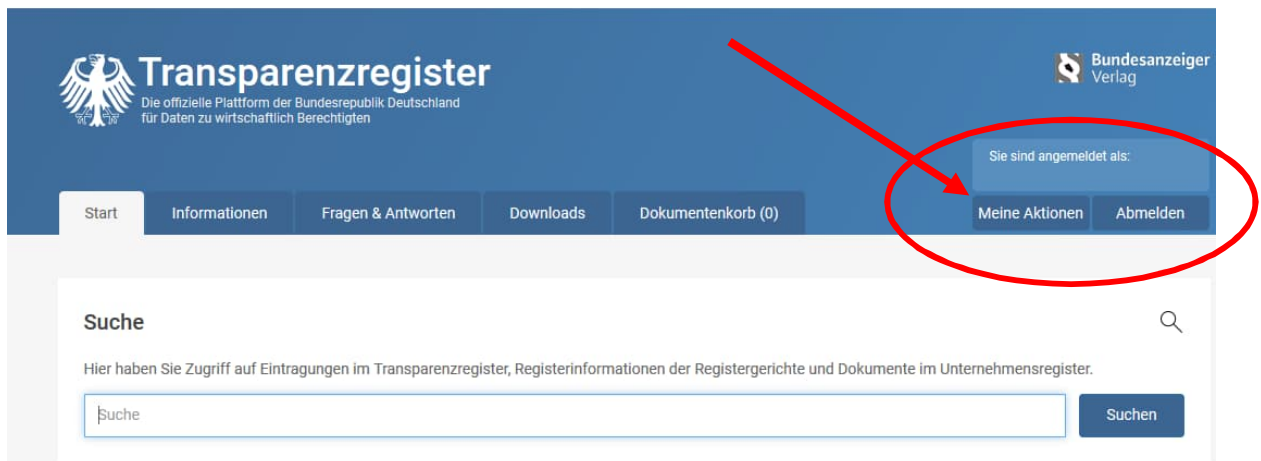 Transparenzregister
Die offizielle Plattform der Bundesrepublik Deutschland
für Daten zu wirtschaftlich Berechtigten
Bundesanzeiger
Verlag
Sie sind angemeldet als:
Start
Informationen
Fragen & Antworten
Downloads
Dokumentenkorb (0)
Meine Aktionen
Abmelden
Suche
Hier haben Sie Zugriff auf Eintragungen im Transparenzregister, Registerinformationen der Registergerichte und Dokumente im Unternehmensregister.
Suche
Suchen